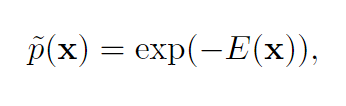 p̃(𝐱) = exp(−E(𝐱)),